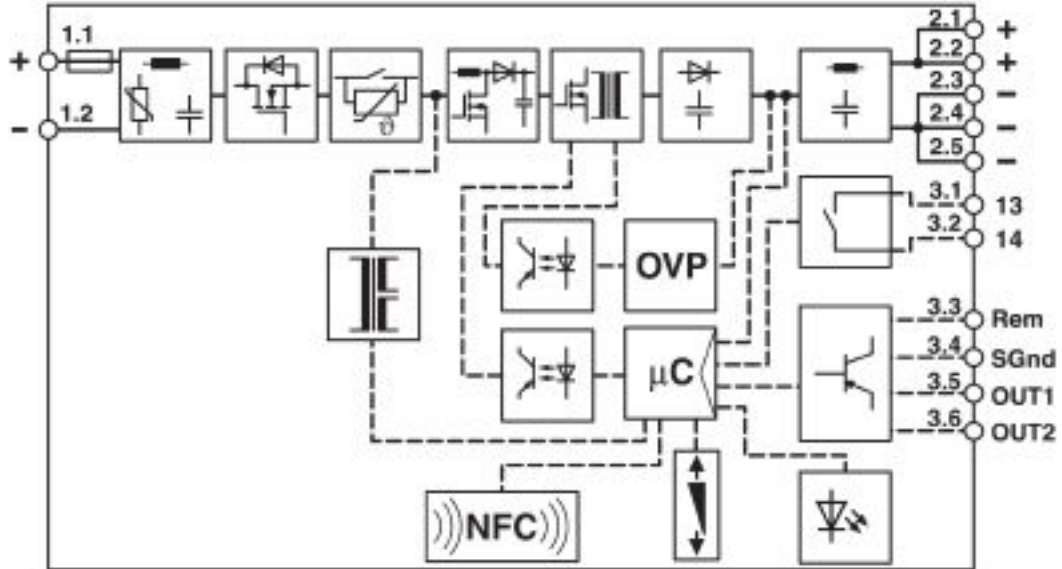 1.1
+
1.2
−
ϑ
2.1
+
2.2
+
2.3
−
2.4
−
2.5
−
3.1
13
3.2
14
OVP
3.3
Rem
3.4
SGnd
µC
3.5
OUT1
3.6
OUT2
NFC